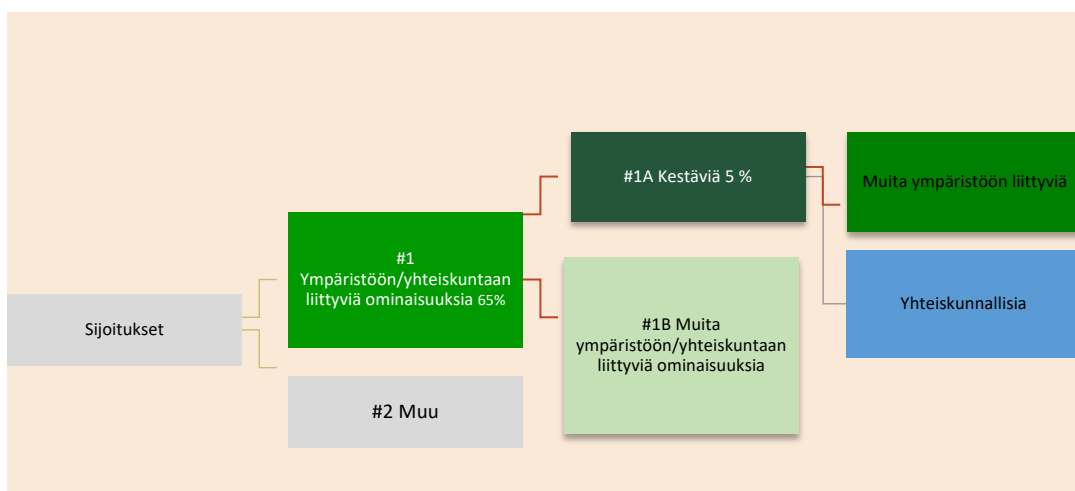 Sijoitukset
#1
Ympäristöön/yhteiskuntaan
liittyviä ominaisuuksia 65%
#2 Muu
#1A Kestäviä 5 %
#1B Muita
ympäristöön/yhteiskuntaan
liittyviä ominaisuuksia
Muita ympäristöön liittyviä
Yhteiskunnallisia